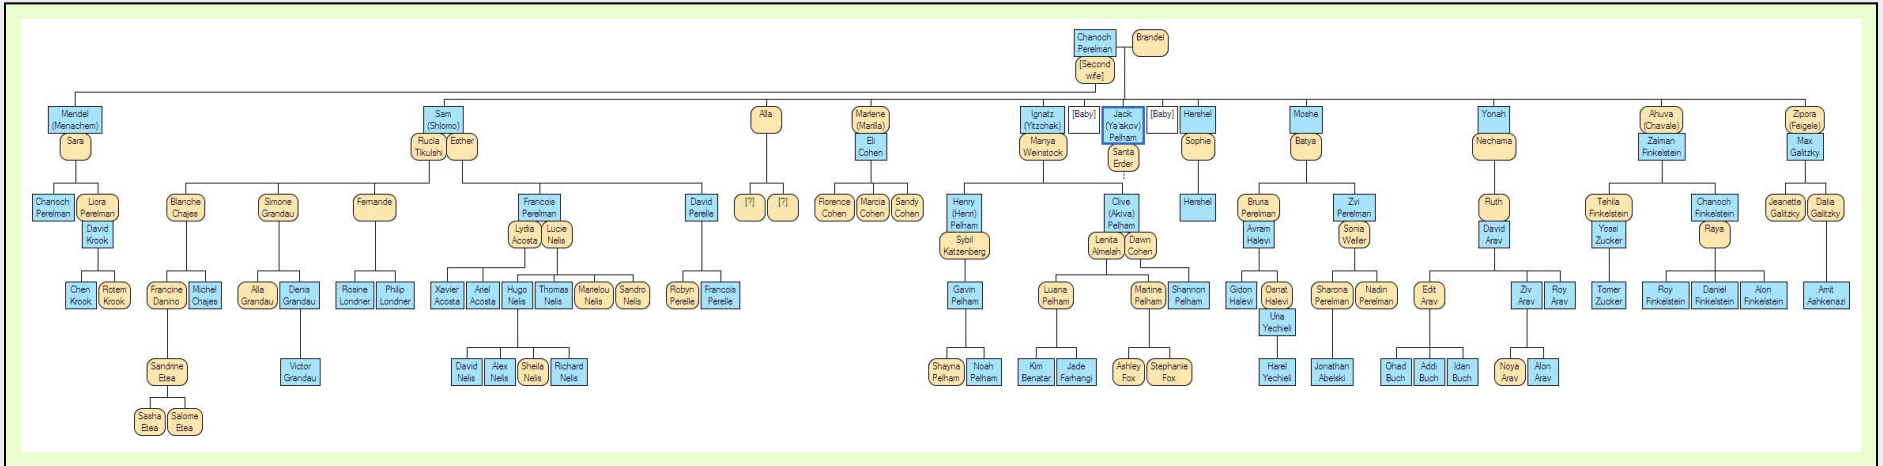 Chanoch
Perelman
Brandel
[Second
wife]
Mendel
(Menachem)
Sara
Sam
(Shlomo)
Rucla
Tikulshi
Esther
Alla
Marlene
(Marilla)
Eli
Cohen
Ignatz
(Yitzchak)
Manya
Weinstock
[Baby]
Jack
(Ya'akov)
Pelham
Santa
Erder
[Baby]
Hershel
Sophie
Moshe
Batya
Yonah
Nechama
Ahuva
(Chavale)
Zalman
Finkelstein
Zipora
(Feigele)
Max
Galitzky
Chanoch
Perelman
Liora
Perelman
David
Krook
Blanche
Chajes
Simone
Grandau
Fernande
Francois
Perelman
Lydia
Acosta
Lucie
Nelis
David
Perelle
[?]
[?]
Florence
Cohen
Marcia
Cohen
Sandy
Cohen
Henry
(Henri)
Pelham
Sybil
Katzenberg
Clive
(Akiva)
Pelham
Lenita
Almelah
Dawn
Cohen
Hershel
Bruria
Perelman
Avram
Halevi
Zvi
Perelman
Sonia
Weller
Ruth
David
Arav
Tehila
Finkelstein
Yossi
Zucker
Chanoch
Finkelstein
Raya
Jeanette
Galitzky
Dalia
Galitzky
Chen
Krook
Rotem
Krook
Francine
Danino
Michel
Chajes
Alla
Grandau
Denis
Grandau
Rosine
Londner
Philip
Londner
Xavier
Acosta
Ariel
Acosta
Hugo
Nelis
Thomas
Nelis
Marielou
Nelis
Sandro
Nelis
Robyn
Perelle
Francois
Perelle
Gavin
Pelham
Luana
Pelham
Martine
Pelham
Shannon
Pelham
Gidon
Halevi
Osnat
Halevi
Uria
Yechieli
Sharona
Perelman
Nadin
Perelman
Edit
Arav
Ziv
Arav
Roy
Arav
Tomer
Zucker
Roy
Finkelstein
Daniel
Finkelstein
Alon
Finkelstein
Amit
Ashkenazi
Sandrine
Etea
Victor
Grandau
David
Nelis
Alex
Nelis
Sheila
Nelis
Richard
Nelis
Shayna
Pelham
Noah
Pelham
Kim
Benatar
Jade
Farhangi
Ashley
Fox
Stephanie
Fox
Harel
Yechieli
Jonathan
Abelski
Ohad
Buch
Addi
Buch
Idan
Buch
Noya
Arav
Alon
Arav
Sasha
Etea
Salome
Etea